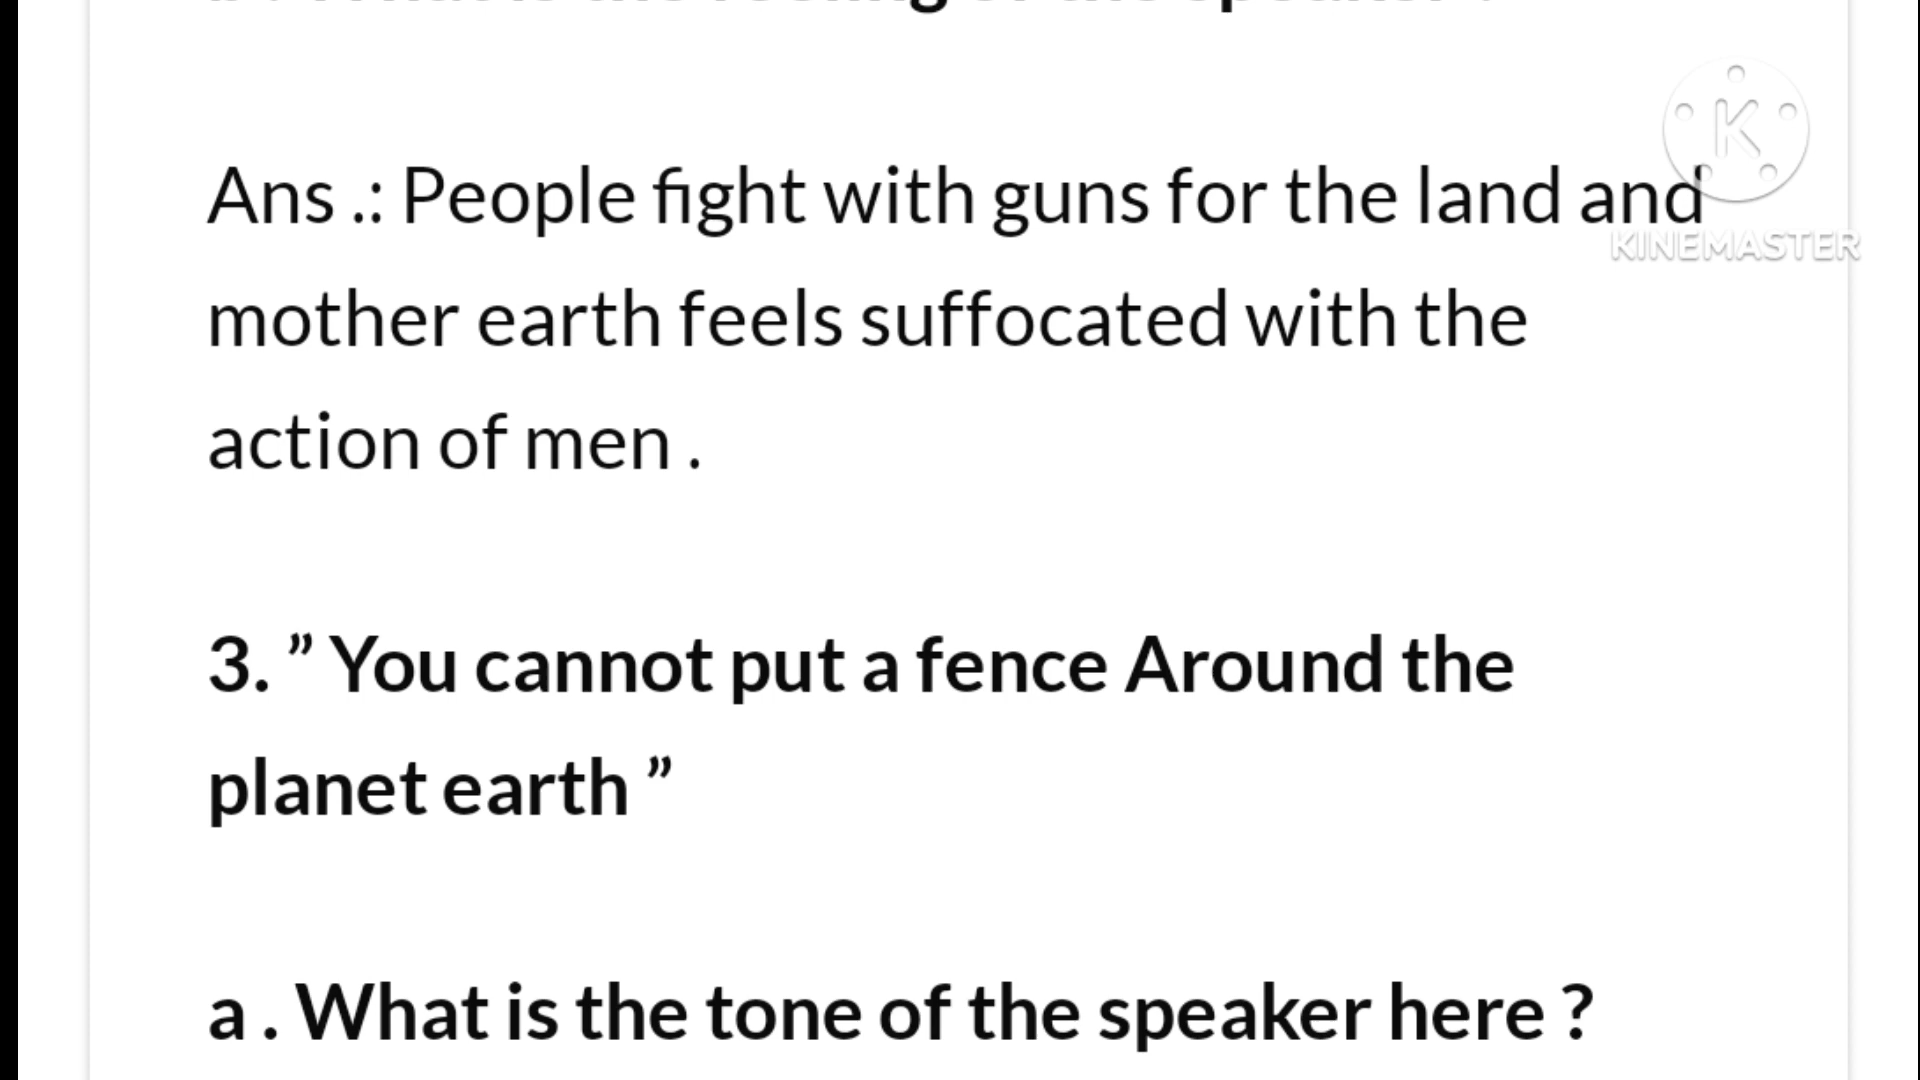 Ans .: People fight with guns for the land and
K
KINEMASTER
mother earth feels suffocated with the
action of men .
3. ” You cannot put a fence Around the
planet earth ”
a . What is the tone of the speaker here ?